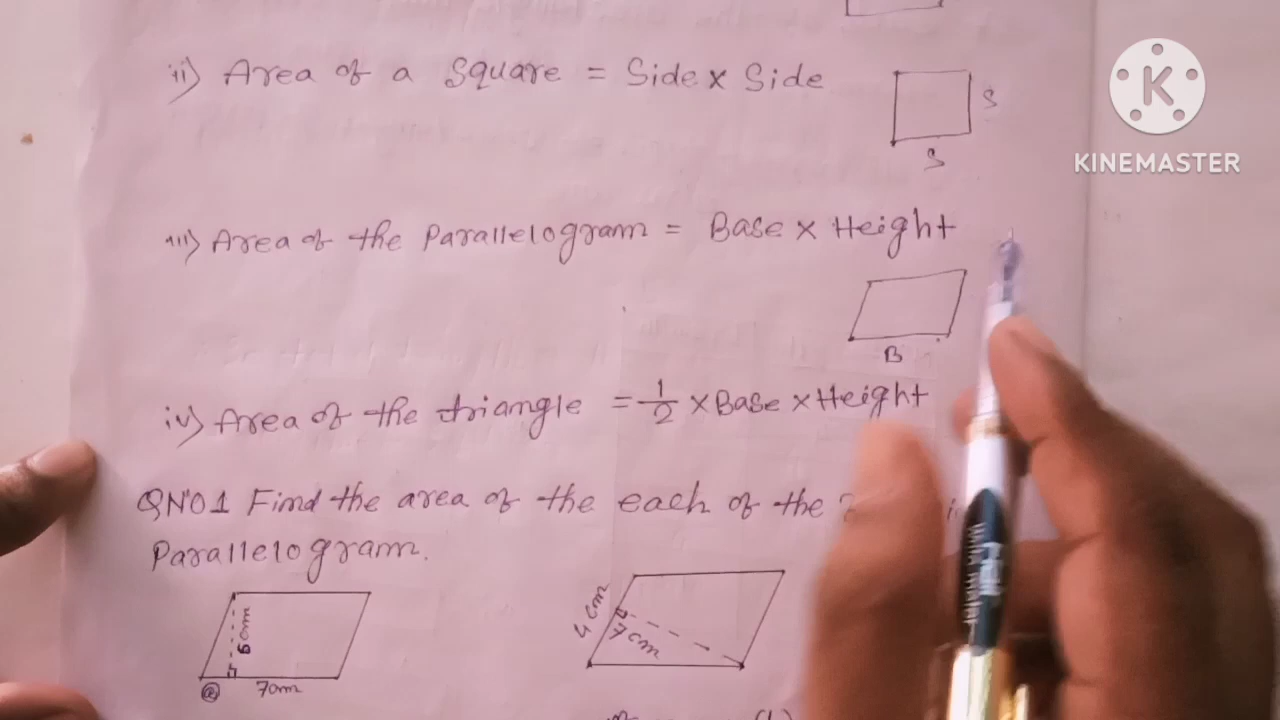 ii) Area of a square = Side x Side
S
S
iii) Area of the Parallelogram = Base x Height
B
iv) Area of the triangle = 1/2 x Base x Height
QNO1 Find the area of the each of the
Parallelogram.
6cm
7cm
(a)
4cm
7cm
(b)
K
KINEMASTER